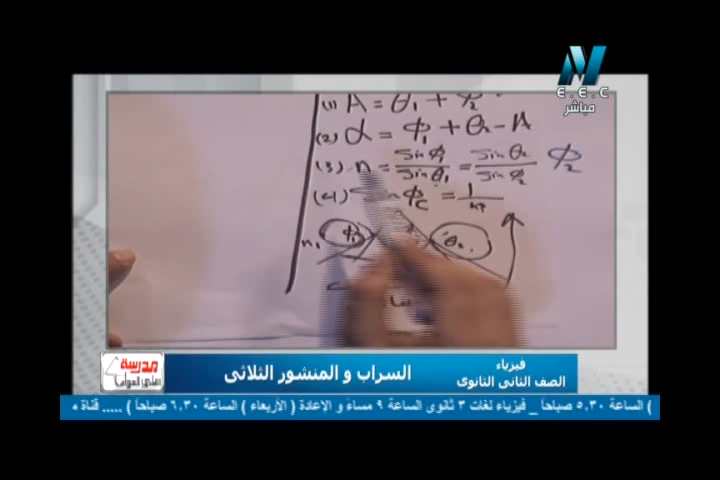 E.E.C
مباشر
(1) A = θ₁ + φ₂
(2) α = φ₁ + θ₂ - A
(3) n = Sin φ₁ / Sin θ₁ = Sin θ₂ / Sin φ₂ φ₂
(4) φc = 1/n
n₁ φ₁ θ₂
مدرسة
على الهواء
السراب و المنشور الثلاثى
فيزياء
الصف الثانى الثانوى
) الساعة ٥,٣٠ صباحاً _ فيزياء لغات ٣ ثانوى الساعة ٩ مساءً و الإعادة ( الأربعاء ) الساعة ٦,٣٠ صباحاً ) ..... قناة م